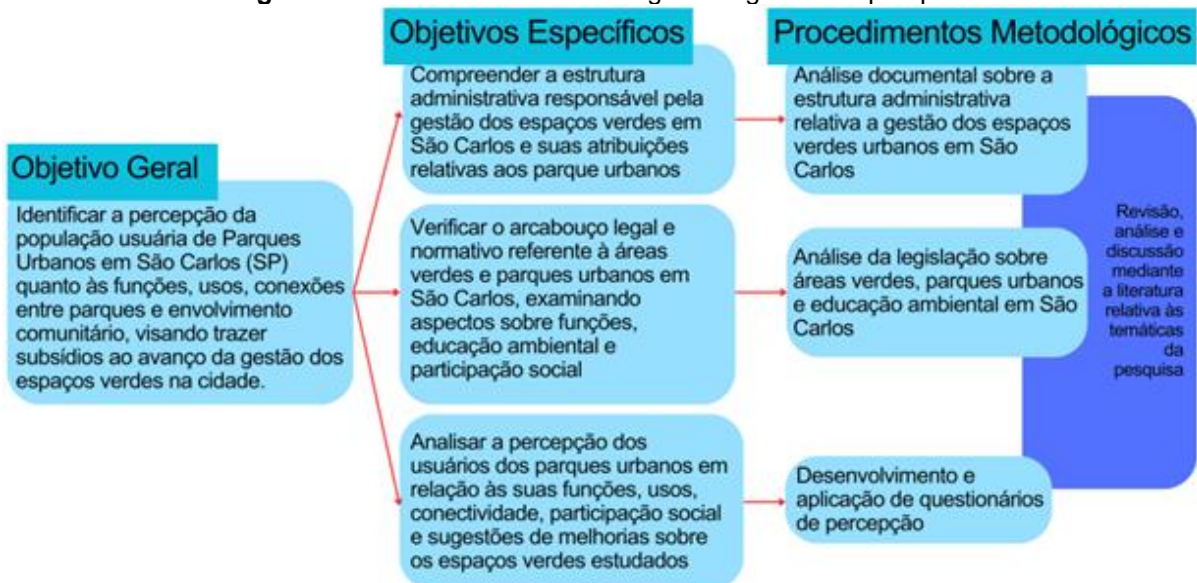 Objetivo Geral
Identificar a percepção da
população usuária de Parques
Urbanos em São Carlos (SP)
quanto às funções, usos, conexões
entre parques e envolvimento
comunitário, visando trazer
subsídios ao avanço da gestão dos
espaços verdes na cidade.
Objetivos Específicos
Compreender a estrutura
administrativa responsável pela
gestão dos espaços verdes em
São Carlos e suas atribuições
relativas aos parque urbanos
Verificar o arcabouço legal e
normativo referente à áreas
verdes e parques urbanos em
São Carlos, examinando
aspectos sobre funções,
educação ambiental e
participação social
Analisar a percepção dos
usuários dos parques urbanos em
relação às suas funções, usos,
conectividade, participação social
e sugestões de melhorias sobre
os espaços verdes estudados
Procedimentos Metodológicos
Análise documental sobre a
estrutura administrativa
relativa a gestão dos espaços
verdes urbanos em São
Carlos
Análise da legislação sobre
áreas verdes, parques urbanos
e educação ambiental em São
Carlos
Desenvolvimento e
aplicação de questionários
de percepção
Revisão,
análise e
discussão
mediante
a literatura
relativa às
temáticas
da
pesquisa